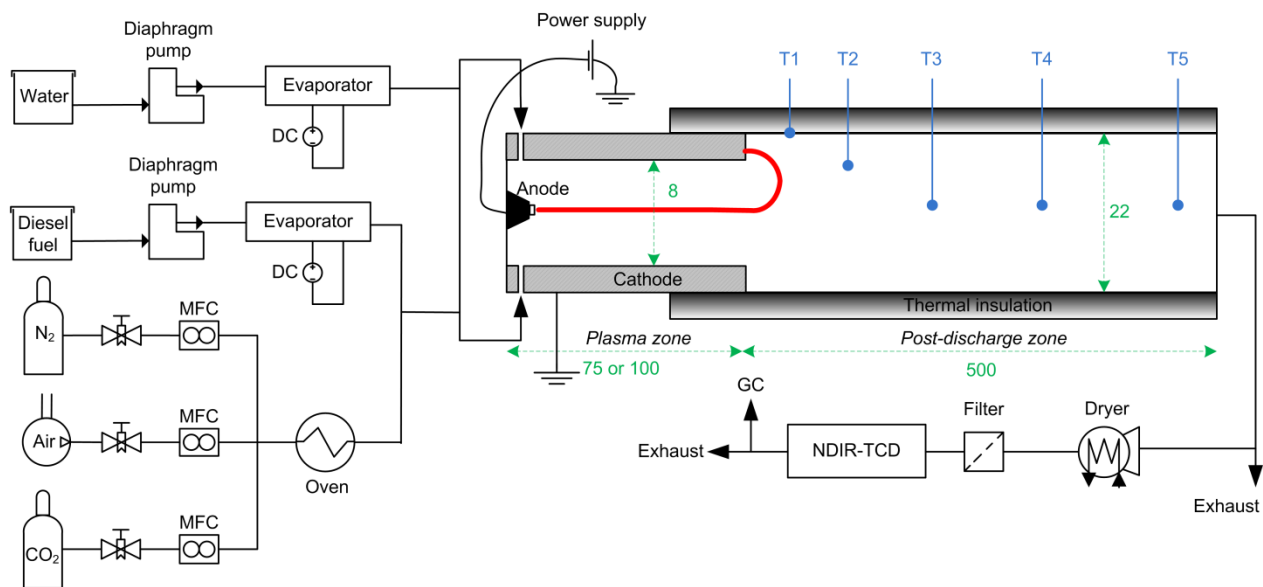 Power supply
Diaphragm
pump
Water
Evaporator
DC
T1
T2
T3
T4
T5
Diaphragm
pump
Diesel
fuel
Evaporator
DC
Anode
8
22
Cathode
Thermal insulation
Plasma zone
Post-discharge zone
75 or 100
500
N₂
MFC
Air
MFC
CO₂
MFC
Oven
GC
Exhaust
NDIR-TCD
Filter
Dryer
Exhaust